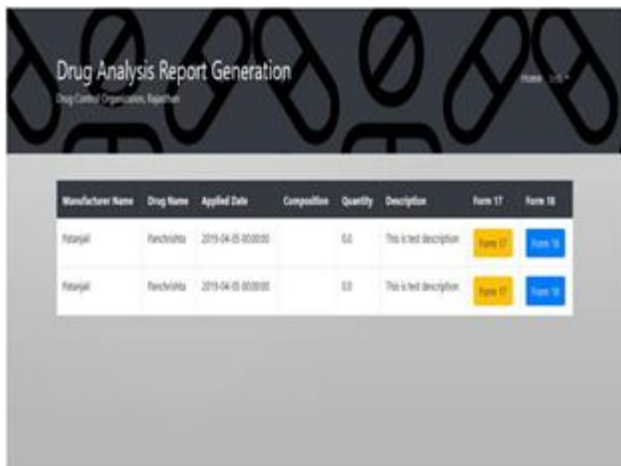 Drug Analysis Report Generation
Drug Control Organization, Rajasthan
Home
Manufacturer Name Drug Name Applied Date Composition Quantity Description Form 17 Form 18
Patanjali Panchrishta 2019-04-05 00:00:00 0.0 This is test description Form 17 Form 18
Patanjali Panchrishta 2019-04-05 00:00:00 0.0 This is test description Form 17 Form 18